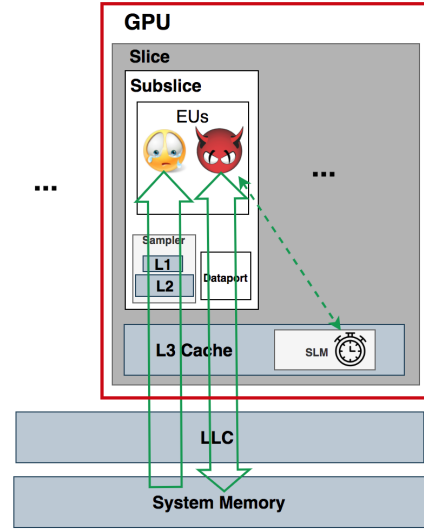 GPU
Slice
Subslice
EUs
...
...
Sampler
L1
L2
Dataport
L3 Cache
SLM
LLC
System Memory